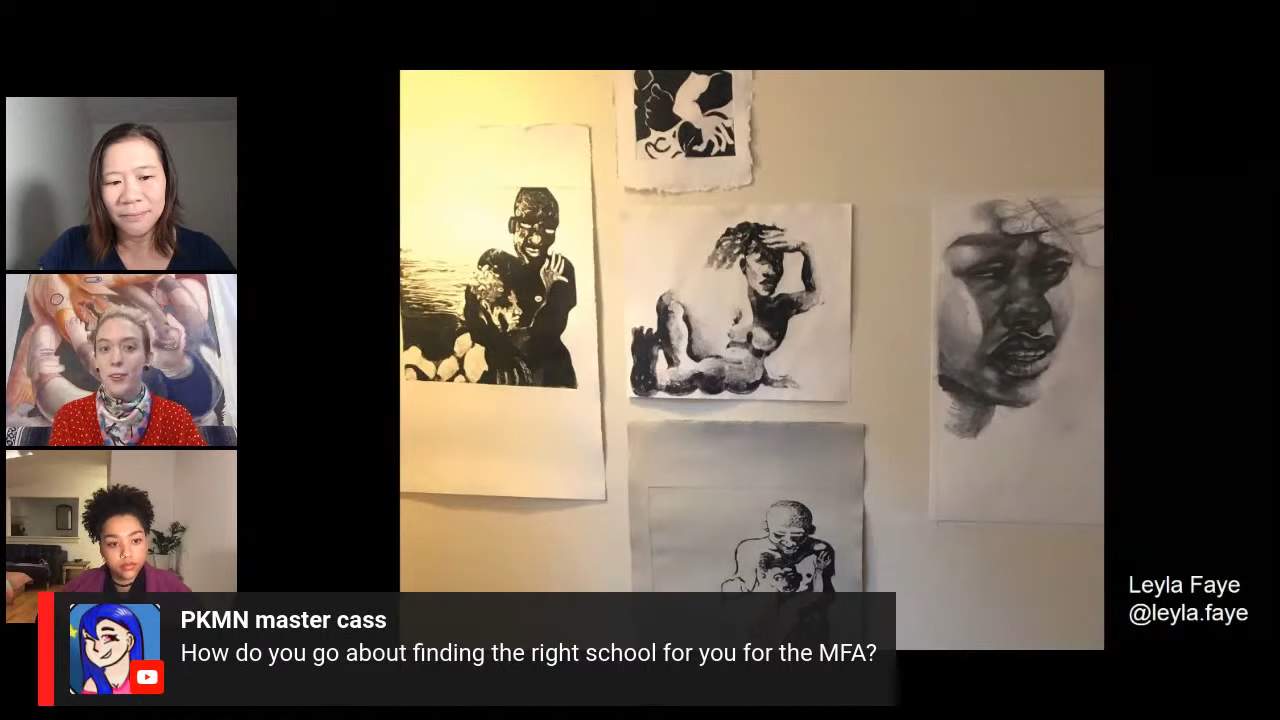 Leyla Faye
@leyla.faye
PKMN master cass
How do you go about finding the right school for you for the MFA?